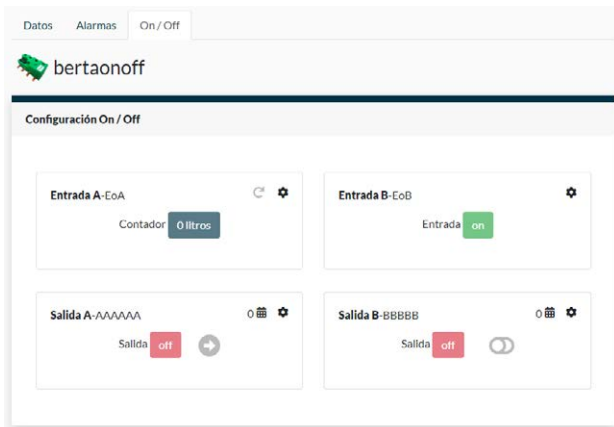 Datos Alarmas On / Off
bertaonoff
Configuración On / Off
Entrada A-EoA
Contador 0 litros
Entrada B-EoB
Entrada on
Salida A-AAAAAA 0
Salida off
Salida B-BBBBB 0
Salida off